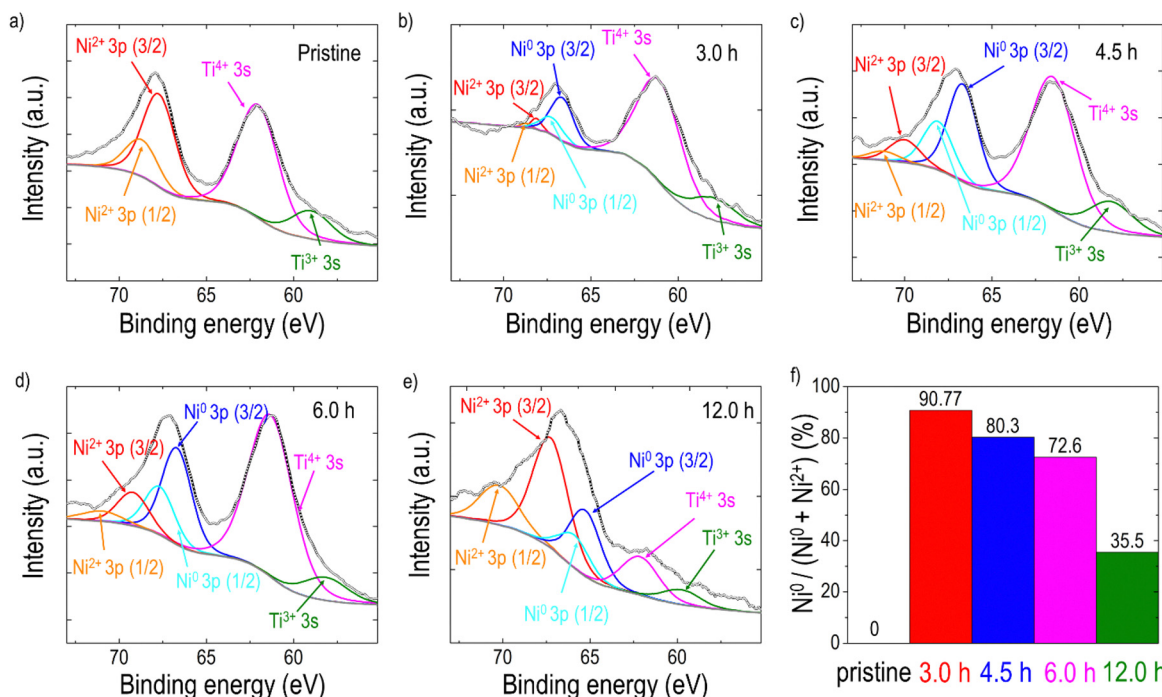 a)
Pristine
Ni²⁺ 3p (3/2)
Ti⁴⁺ 3s
Ni²⁺ 3p (1/2)
Ti³⁺ 3s
Intensity (a.u.)
70 65 60
Binding energy (eV)
b)
3.0 h
Ni⁰ 3p (3/2)
Ti⁴⁺ 3s
Ni²⁺ 3p (3/2)
Ni²⁺ 3p (1/2)
Ni⁰ 3p (1/2)
Ti³⁺ 3s
Intensity (a.u.)
70 65 60
Binding energy (eV)
c)
4.5 h
Ni²⁺ 3p (3/2)
Ni⁰ 3p (3/2)
Ti⁴⁺ 3s
Ni²⁺ 3p (1/2)
Ni⁰ 3p (1/2)
Ti³⁺ 3s
Intensity (a.u.)
70 65 60
Binding energy (eV)
d)
6.0 h
Ni⁰ 3p (3/2)
Ni²⁺ 3p (3/2)
Ti⁴⁺ 3s
Ni²⁺ 3p (1/2)
Ni⁰ 3p (1/2)
Ti³⁺ 3s
Intensity (a.u.)
70 65 60
Binding energy (eV)
e)
12.0 h
Ni²⁺ 3p (3/2)
Ni⁰ 3p (3/2)
Ti⁴⁺ 3s
Ti³⁺ 3s
Ni²⁺ 3p (1/2)
Ni⁰ 3p (1/2)
Intensity (a.u.)
70 65 60
Binding energy (eV)
f)
Ni⁰ / (Ni⁰ + Ni²⁺) (%)
100
80
60
40
20
0
0
90.77
80.3
72.6
35.5
pristine 3.0 h 4.5 h 6.0 h 12.0 h